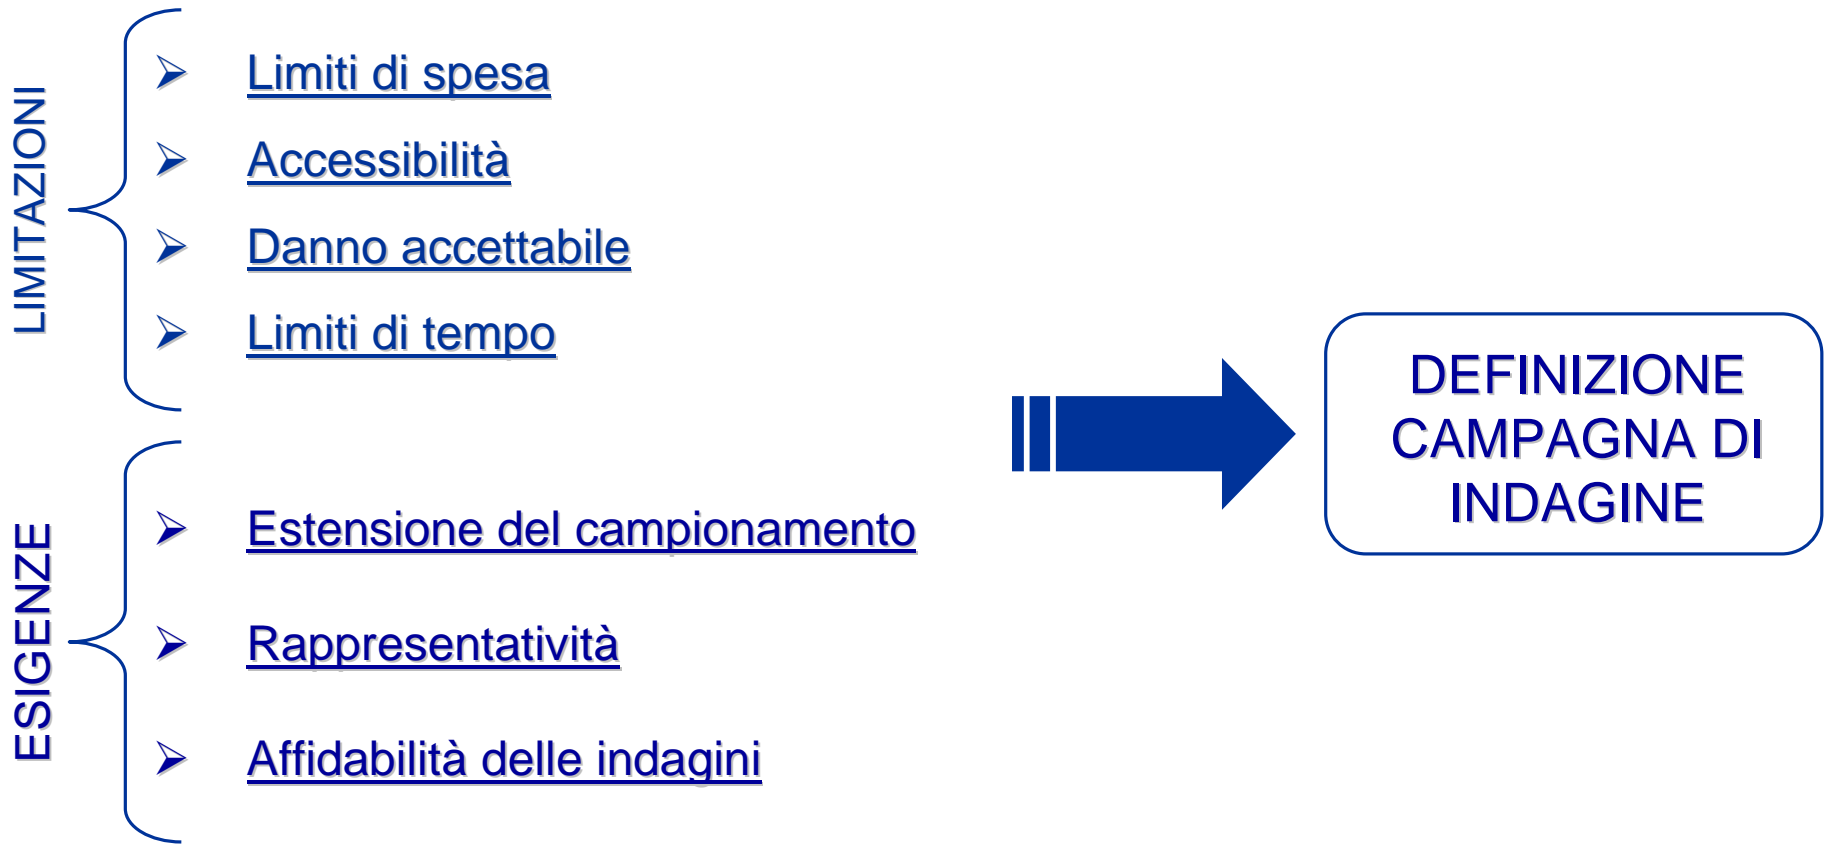 LIMITAZIONI
Limiti di spesa
Accessibilità
Danno accettabile
Limiti di tempo
ESIGENZE
Estensione del campionamento
Rappresentatività
Affidabilità delle indagini
DEFINIZIONE
CAMPAGNA DI
INDAGINE